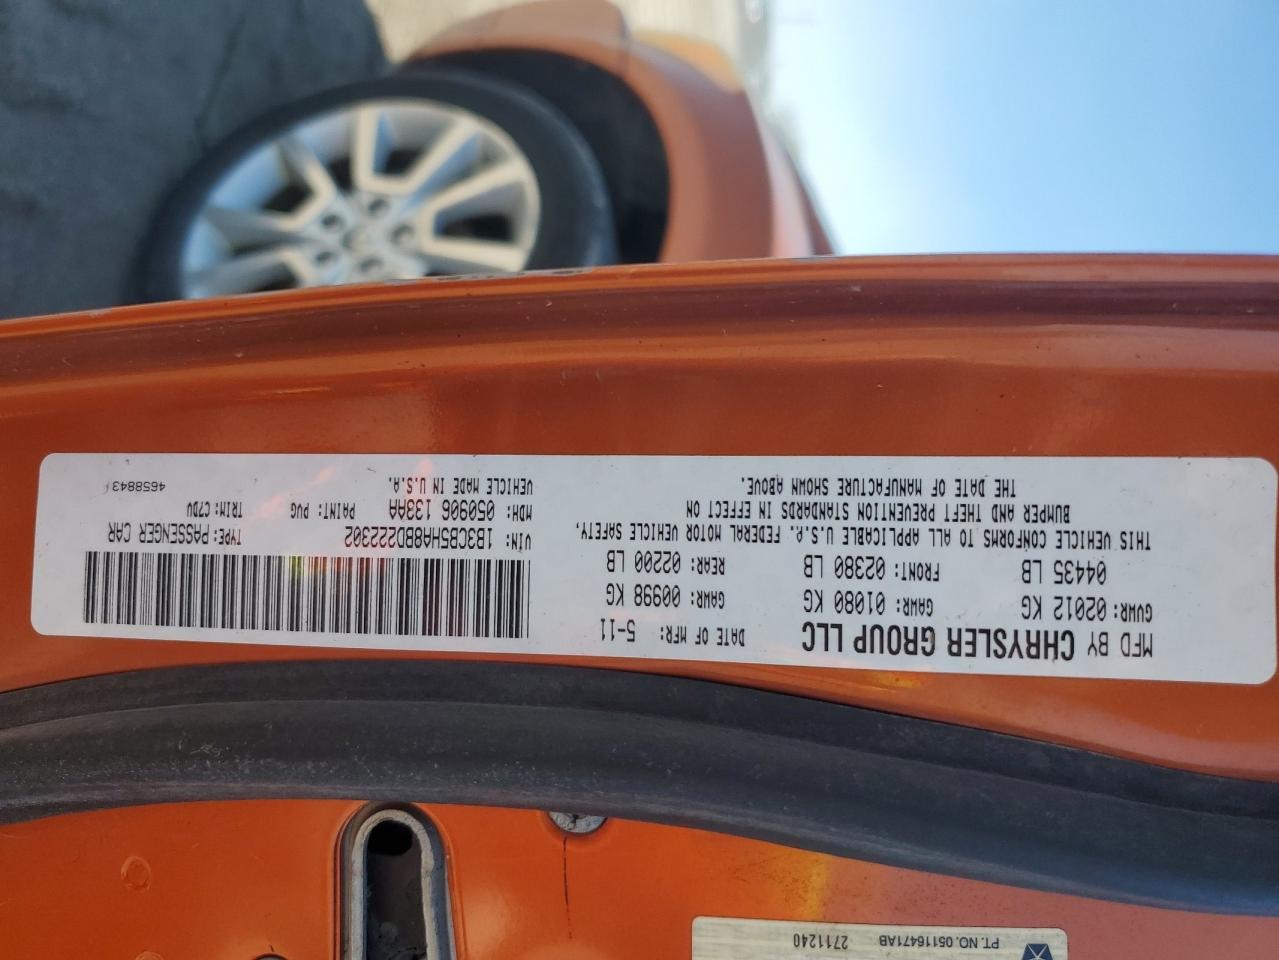 MFD BY CHRYSLER GROUP LLC DATE OF MFR: 5-11
GVWR: 02012 KG GAWR: 01080 KG GAWR: 00998 KG
04435 LB FRONT: 02380 LB REAR: 02200 LB
THIS VEHICLE CONFORMS TO ALL APPLICABLE U.S.A. FEDERAL MOTOR VEHICLE SAFETY,
BUMPER AND THEFT PREVENTION STANDARDS IN EFFECT ON
THE DATE OF MANUFACTURE SHOWN ABOVE.
VIN: 1B3CB5HA8BD222302 TYPE: PASSENGER CAR
MDH: 050906 133AA PAINT: PVG TRIM: C7DV
VEHICLE MADE IN U.S.A. 4658843
PT. NO. 05116471AB 2711240